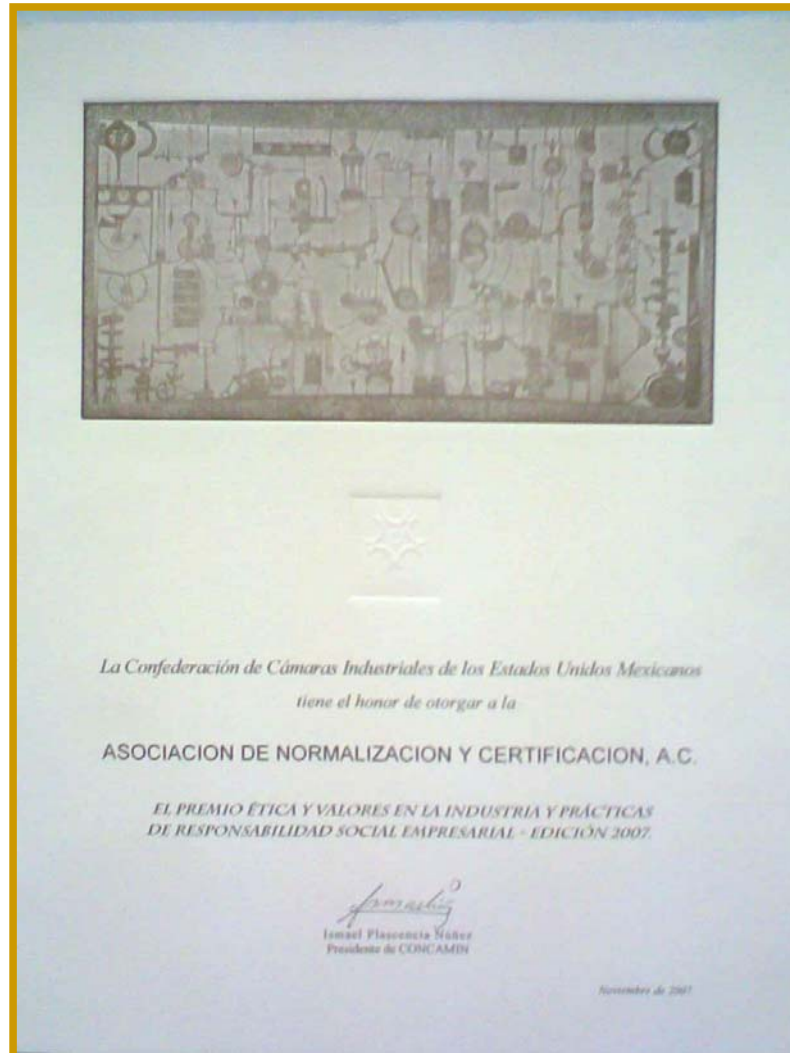 La Confederación de Cámaras Industriales de los Estados Unidos Mexicanos
tiene el honor de otorgar a la
ASOCIACION DE NORMALIZACION Y CERTIFICACION, A.C.
EL PREMIO ÉTICA Y VALORES EN LA INDUSTRIA Y PRÁCTICAS
DE RESPONSABILIDAD SOCIAL EMPRESARIAL - EDICIÓN 2007.
Ismael Plascencia Núñez
Presidente de CONCAMIN
Noviembre de 2007